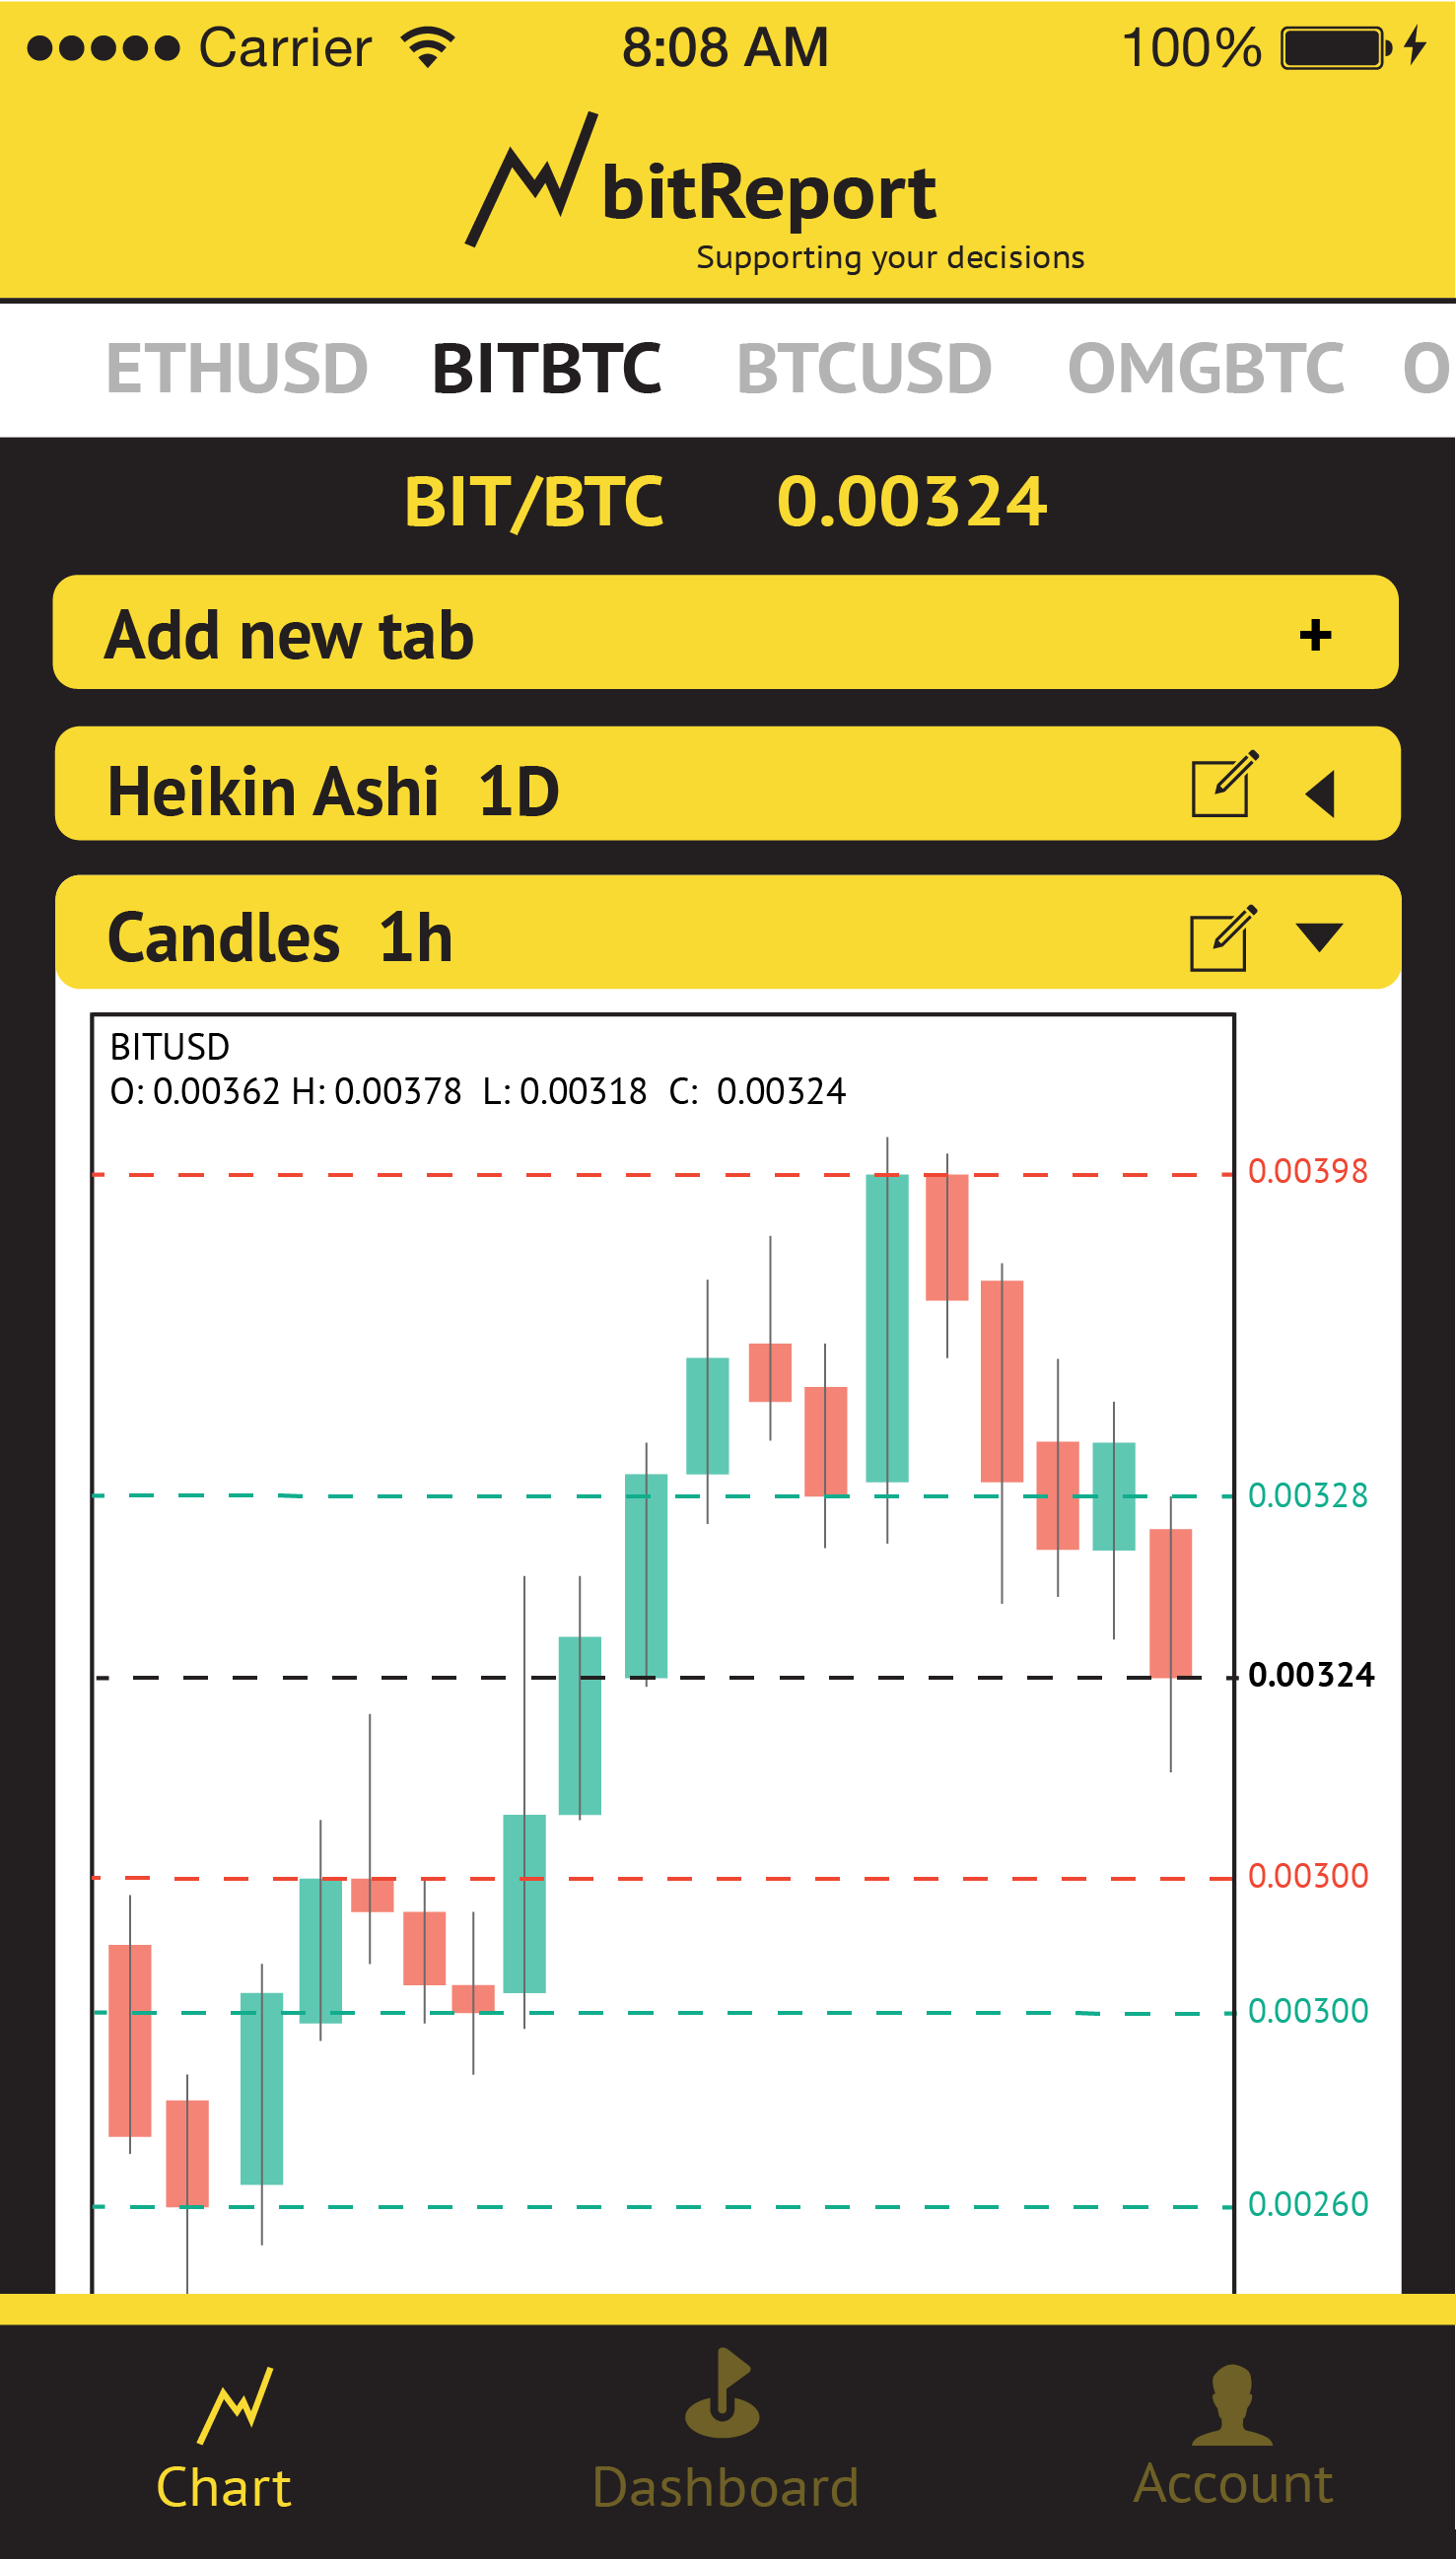 Carrier 8:08 AM 100%
bitReport
Supporting your decisions
ETHUSD BITBTC BTCUSD OMGBTC O
BIT/BTC 0.00324
Add new tab +
Heikin Ashi 1D
Candles 1h
BITUSD
O: 0.00362 H: 0.00378 L: 0.00318 C: 0.00324
0.00398
0.00328
0.00324
0.00300
0.00300
0.00260
Chart Dashboard Account